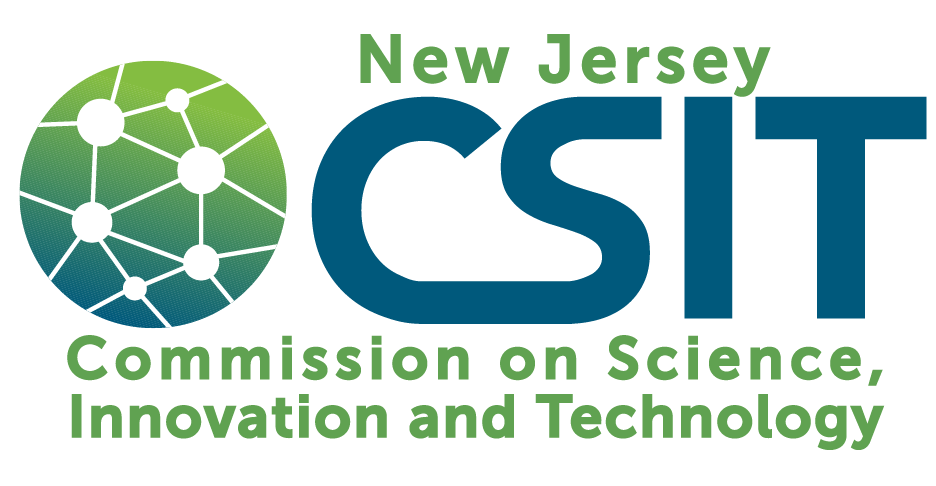 New Jersey
CSIT
Commission on Science,
Innovation and Technology